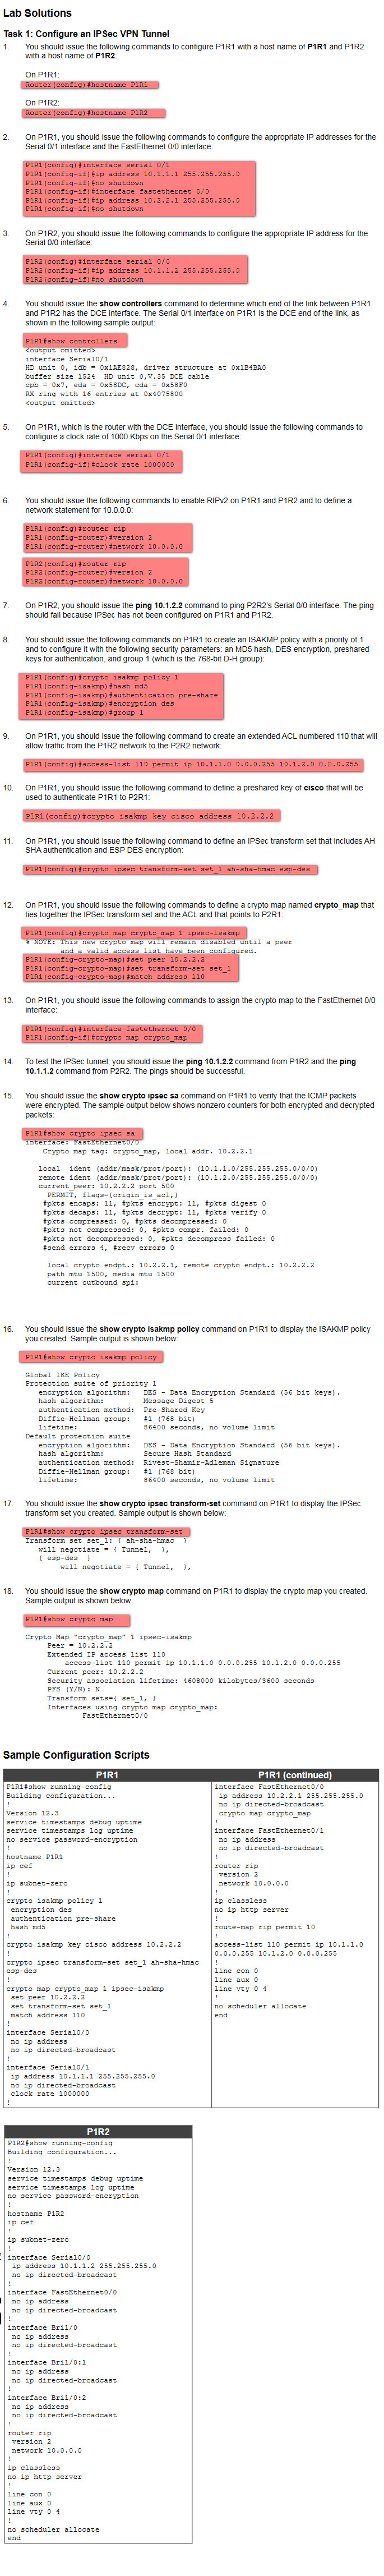 Lab Solutions
Task 1: Configure an IPSec VPN Tunnel
1. You should issue the following commands to configure P1R1 with a host name of P1R1 and P1R2
with a host name of P1R2:
On P1R1:
Router(config)#hostname P1R1
On P1R2:
Router(config)#hostname P1R2
2. On P1R1, you should issue the following commands to configure the appropriate IP addresses for the
Serial 0/1 interface and the FastEthernet 0/0 interface:
P1R1(config)#interface serial 0/1
P1R1(config-if)#ip address 10.1.1.1 255.255.255.0
P1R1(config-if)#no shutdown
P1R1(config-if)#interface fastethernet 0/0
P1R1(config-if)#ip address 10.2.2.1 255.255.255.0
P1R1(config-if)#no shutdown
3. On P1R2, you should issue the following commands to configure the appropriate IP address for the
Serial 0/0 interface:
P1R2(config)#interface serial 0/0
P1R2(config-if)#ip address 10.1.1.2 255.255.255.0
P1R2(config-if)#no shutdown
4. You should issue the show controllers command to determine which end of the link between P1R1
and P1R2 has the DCE interface. The Serial 0/1 interface on P1R1 is the DCE end of the link, as
shown in the following sample output:
P1R1#show controllers
<output omitted>
interface Serial0/1
HD unit 0, idb = 0x1AE828, driver structure at 0x1B4BA0
buffer size 1524 HD unit 0,V.35 DCE cable
cpb = 0x7, eda = 0x58DC, cda = 0x58F0
RX ring with 16 entries at 0x4075800
<output omitted>
5. On P1R1, which is the router with the DCE interface, you should issue the following commands to
configure a clock rate of 1000 Kbps on the Serial 0/1 interface:
P1R1(config)#interface serial 0/1
P1R1(config-if)#clock rate 1000000
6. You should issue the following commands to enable RIPv2 on P1R1 and P1R2 and to define a
network statement for 10.0.0.0:
P1R1(config)#router rip
P1R1(config-router)#version 2
P1R1(config-router)#network 10.0.0.0
P1R2(config)#router rip
P1R2(config-router)#version 2
P1R2(config-router)#network 10.0.0.0
7. On P1R2, you should issue the ping 10.1.2.2 command to ping P2R2's Serial 0/0 interface. The ping
should fail because IPSec has not been configured on P1R1 and P1R2.
8. You should issue the following commands on P1R1 to create an ISAKMP policy with a priority of 1
and to configure it with the following security parameters: an MD5 hash, DES encryption, preshared
keys for authentication, and group 1 (which is the 768-bit D-H group):
P1R1(config)#crypto isakmp policy 1
P1R1(config-isakmp)#hash md5
P1R1(config-isakmp)#authentication pre-share
P1R1(config-isakmp)#encryption des
P1R1(config-isakmp)#group 1
9. On P1R1, you should issue the following command to create an extended ACL numbered 110 that will
allow traffic from the P1R2 network to the P2R2 network:
P1R1(config)#access-list 110 permit ip 10.1.1.0 0.0.0.255 10.1.2.0 0.0.0.255
10. On P1R1, you should issue the following command to define a preshared key of cisco that will be
used to authenticate P1R1 to P2R1:
P1R1(config)#crypto isakmp key cisco address 10.2.2.2
11. On P1R1, you should issue the following command to define an IPSec transform set that includes AH
SHA authentication and ESP DES encryption:
P1R1(config)#crypto ipsec transform-set set_1 ah-sha-hmac esp-des
12. On P1R1, you should issue the following commands to define a crypto map named crypto_map that
ties together the IPSec transform set and the ACL and that points to P2R1:
P1R1(config)#crypto map crypto_map 1 ipsec-isakmp
% NOTE: This new crypto map will remain disabled until a peer
and a valid access list have been configured.
P1R1(config-crypto-map)#set peer 10.2.2.2
P1R1(config-crypto-map)#set transform-set set_1
P1R1(config-crypto-map)#match address 110
13. On P1R1, you should issue the following commands to assign the crypto map to the FastEthernet 0/0
interface:
P1R1(config)#interface fastethernet 0/0
P1R1(config-if)#crypto map crypto_map
14. To test the IPSec tunnel, you should issue the ping 10.1.2.2 command from P1R2 and the ping
10.1.1.2 command from P2R2. The pings should be successful.
15. You should issue the show crypto ipsec sa command on P1R1 to verify that the ICMP packets
were encrypted. The sample output below shows nonzero counters for both encrypted and decrypted
packets:
P1R1#show crypto ipsec sa
interface: FastEthernet0/0
Crypto map tag: crypto_map, local addr. 10.2.2.1
local ident (addr/mask/prot/port): (10.1.1.0/255.255.255.0/0/0)
remote ident (addr/mask/prot/port): (10.1.2.0/255.255.255.0/0/0)
current_peer: 10.2.2.2 port 500
PERMIT, flags={origin_is_acl,}
#pkts encaps: 11, #pkts encrypt: 11, #pkts digest 0
#pkts decaps: 11, #pkts decrypt: 11, #pkts verify 0
#pkts compressed: 0, #pkts decompressed: 0
#pkts not compressed: 0, #pkts compr. failed: 0
#pkts not decompressed: 0, #pkts decompress failed: 0
#send errors 4, #recv errors 0
local crypto endpt.: 10.2.2.1, remote crypto endpt.: 10.2.2.2
path mtu 1500, media mtu 1500
current outbound spi:
16. You should issue the show crypto isakmp policy command on P1R1 to display the ISAKMP policy
you created. Sample output is shown below:
P1R1#show crypto isakmp policy
Global IKE Policy
Protection suite of priority 1
encryption algorithm: DES - Data Encryption Standard (56 bit keys).
hash algorithm: Message Digest 5
authentication method: Pre-Shared Key
Diffie-Hellman group: #1 (768 bit)
lifetime: 86400 seconds, no volume limit
Default protection suite
encryption algorithm: DES - Data Encryption Standard (56 bit keys).
hash algorithm: Secure Hash Standard
authentication method: Rivest-Shamir-Adleman Signature
Diffie-Hellman group: #1 (768 bit)
lifetime: 86400 seconds, no volume limit
17. You should issue the show crypto ipsec transform-set command on P1R1 to display the IPSec
transform set you created. Sample output is shown below:
P1R1#show crypto ipsec transform-set
Transform set set_1: { ah-sha-hmac }
will negotiate = { Tunnel, },
{ esp-des }
will negotiate = { Tunnel, },
18. You should issue the show crypto map command on P1R1 to display the crypto map you created.
Sample output is shown below:
P1R1#show crypto map
Crypto Map "crypto_map" 1 ipsec-isakmp
Peer = 10.2.2.2
Extended IP access list 110
access-list 110 permit ip 10.1.1.0 0.0.0.255 10.1.2.0 0.0.0.255
Current peer: 10.2.2.2
Security association lifetime: 4608000 kilobytes/3600 seconds
PFS (Y/N): N
Transform sets={ set_1, }
Interfaces using crypto map crypto_map:
FastEthernet0/0
Sample Configuration Scripts
P1R1
P1R1#show running-config
Building configuration...
!
Version 12.3
service timestamps debug uptime
service timestamps log uptime
no service password-encryption
!
hostname P1R1
ip cef
!
ip subnet-zero
!
crypto isakmp policy 1
encryption des
authentication pre-share
hash md5
!
crypto isakmp key cisco address 10.2.2.2
!
crypto ipsec transform-set set_1 ah-sha-hmac
esp-des
!
crypto map crypto_map 1 ipsec-isakmp
set peer 10.2.2.2
set transform-set set_1
match address 110
!
interface Serial0/0
no ip address
no ip directed-broadcast
!
interface Serial0/1
ip address 10.1.1.1 255.255.255.0
no ip directed-broadcast
clock rate 1000000
!
P1R1 (continued)
interface FastEthernet0/0
ip address 10.2.2.1 255.255.255.0
no ip directed-broadcast
crypto map crypto_map
!
interface FastEthernet0/1
no ip address
no ip directed-broadcast
!
router rip
version 2
network 10.0.0.0
!
ip classless
no ip http server
!
route-map rip permit 10
!
access-list 110 permit ip 10.1.1.0
0.0.0.255 10.1.2.0 0.0.0.255
!
line con 0
line aux 0
line vty 0 4
!
no scheduler allocate
end
P1R2
P1R2#show running-config
Building configuration...
!
Version 12.3
service timestamps debug uptime
service timestamps log uptime
no service password-encryption
!
hostname P1R2
ip cef
!
ip subnet-zero
!
interface Serial0/0
ip address 10.1.1.2 255.255.255.0
no ip directed-broadcast
!
interface FastEthernet0/0
no ip address
no ip directed-broadcast
!
interface Bri1/0
no ip address
no ip directed-broadcast
!
interface Bri1/0:1
no ip address
no ip directed-broadcast
!
interface Bri1/0:2
no ip address
no ip directed-broadcast
!
router rip
version 2
network 10.0.0.0
!
ip classless
no ip http server
!
line con 0
line aux 0
line vty 0 4
!
no scheduler allocate
end